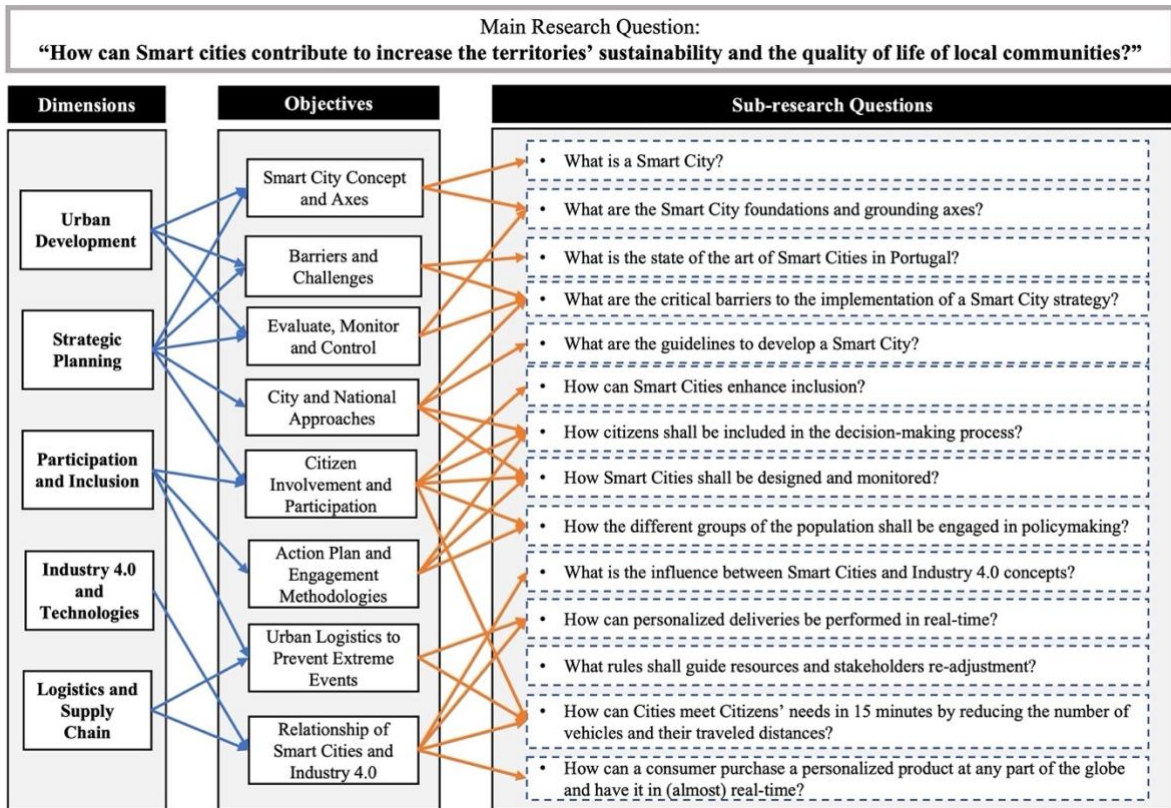 Main Research Question:
“How can Smart cities contribute to increase the territories’ sustainability and the quality of life of local communities?”
Dimensions
Urban
Development
Strategic
Planning
Participation
and Inclusion
Industry 4.0
and
Technologies
Logistics and
Supply
Chain
Objectives
Smart City Concept
and Axes
Barriers and
Challenges
Evaluate, Monitor
and Control
City and National
Approaches
Citizen
Involvement and
Participation
Action Plan and
Engagement
Methodologies
Urban Logistics to
Prevent Extreme
Events
Relationship of
Smart Cities and
Industry 4.0
Sub-research Questions
• What is a Smart City?
• What are the Smart City foundations and grounding axes?
• What is the state of the art of Smart Cities in Portugal?
• What are the critical barriers to the implementation of a Smart City strategy?
• What are the guidelines to develop a Smart City?
• How can Smart Cities enhance inclusion?
• How citizens shall be included in the decision-making process?
• How Smart Cities shall be designed and monitored?
• How the different groups of the population shall be engaged in policymaking?
• What is the influence between Smart Cities and Industry 4.0 concepts?
• How can personalized deliveries be performed in real-time?
• What rules shall guide resources and stakeholders re-adjustment?
• How can Cities meet Citizens’ needs in 15 minutes by reducing the number of
vehicles and their traveled distances?
• How can a consumer purchase a personalized product at any part of the globe
and have it in (almost) real-time?